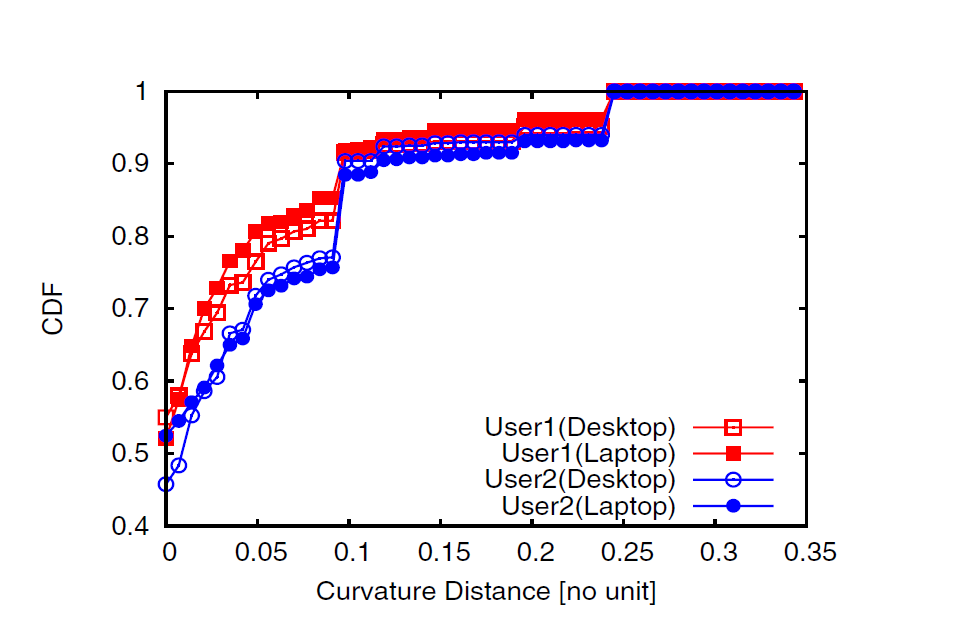 1
0.9
0.8
0.7
0.6
0.5
0.4
CDF
User1(Desktop)
User1(Laptop)
User2(Desktop)
User2(Laptop)
0 0.05 0.1 0.15 0.2 0.25 0.3 0.35
Curvature Distance [no unit]